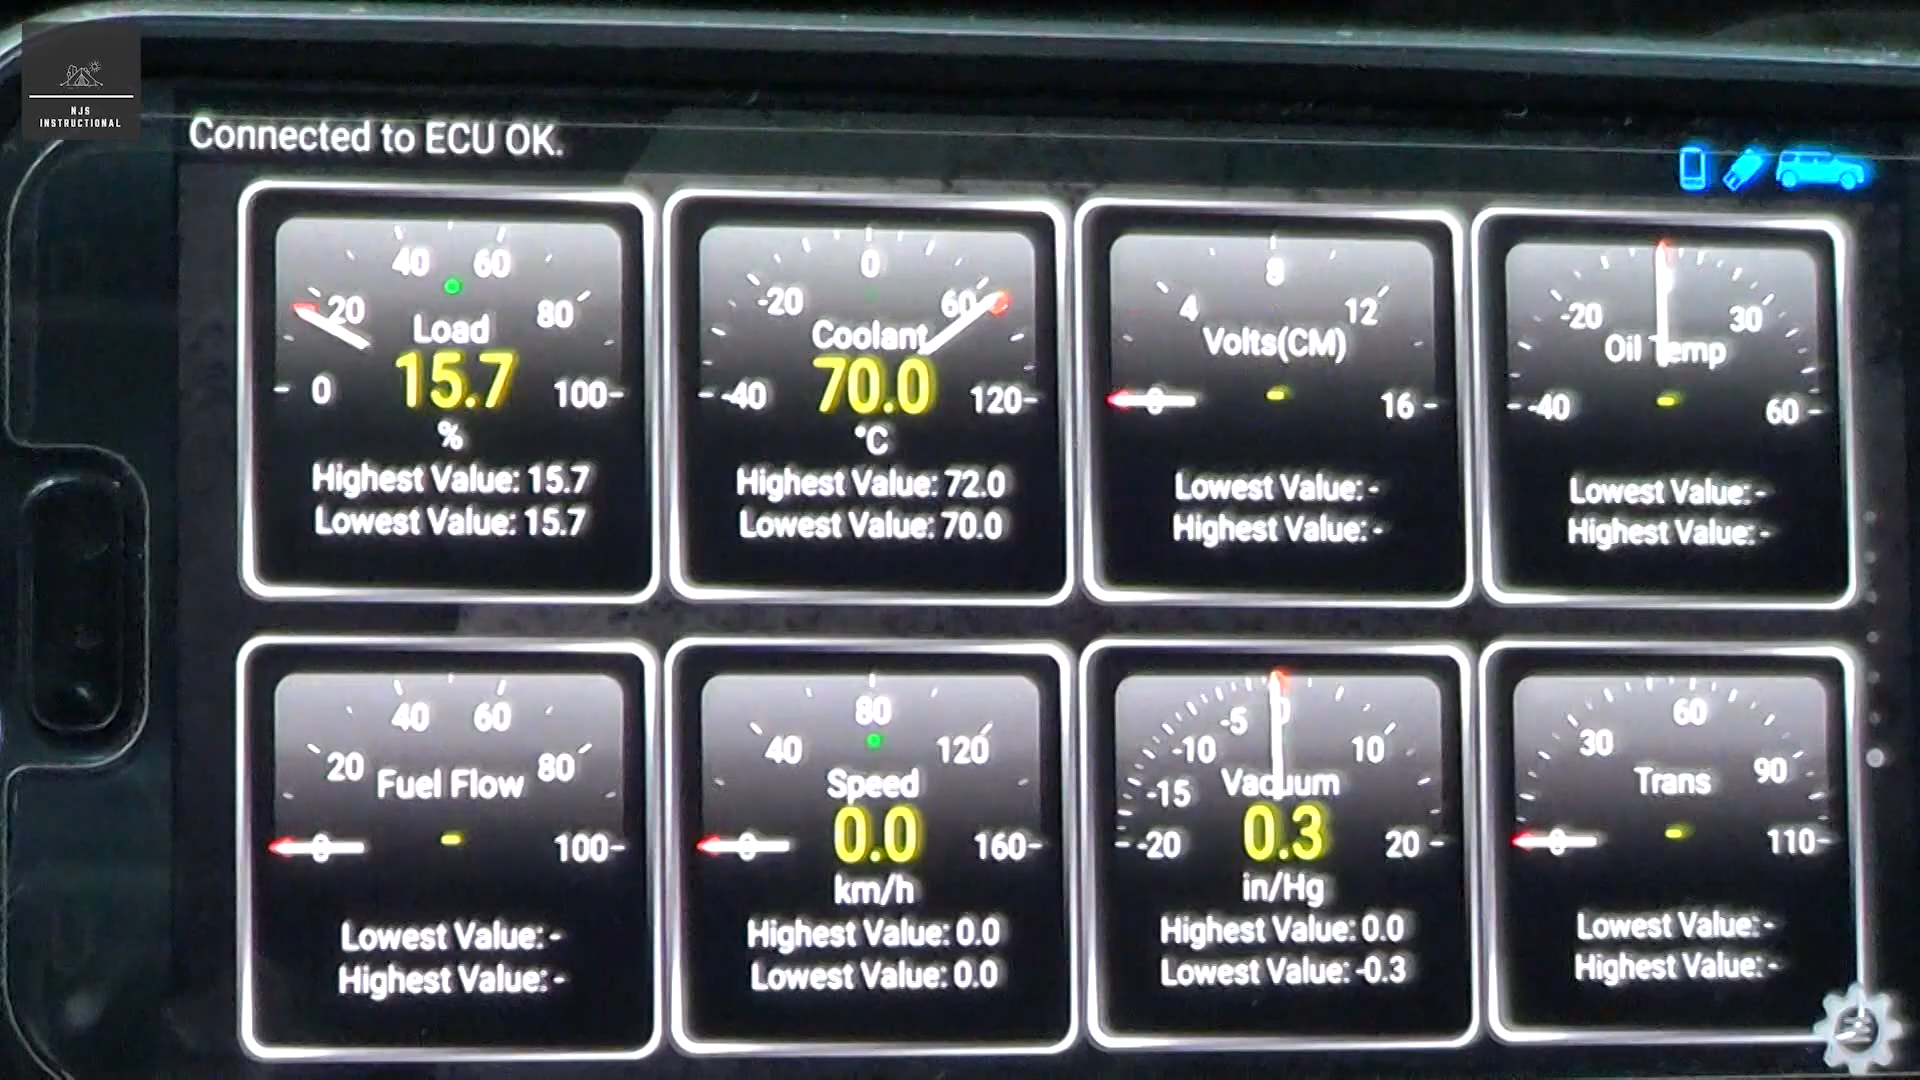 NJS
INSTRUCTIONAL
Connected to ECU OK.
40 60
20 80
Load
0 15.7 100
%
Highest Value: 15.7
Lowest Value: 15.7
0
-20 60
Coolant
-40 70.0 120
°C
Highest Value: 72.0
Lowest Value: 70.0
8
4 12
Volts(CM)
0 - 16
Lowest Value: -
Highest Value: -
-20 30
Oil Temp
-40 - 60
Lowest Value: -
Highest Value: -
40 60
20 80
Fuel Flow
0 - 100
Lowest Value: -
Highest Value: -
80
40 120
Speed
0 0.0 160
km/h
Highest Value: 0.0
Lowest Value: 0.0
-5 0
-10 10
-15 Vacuum
-20 0.3 20
in/Hg
Highest Value: 0.0
Lowest Value: -0.3
60
30 90
Trans
0 - 110
Lowest Value: -
Highest Value: -